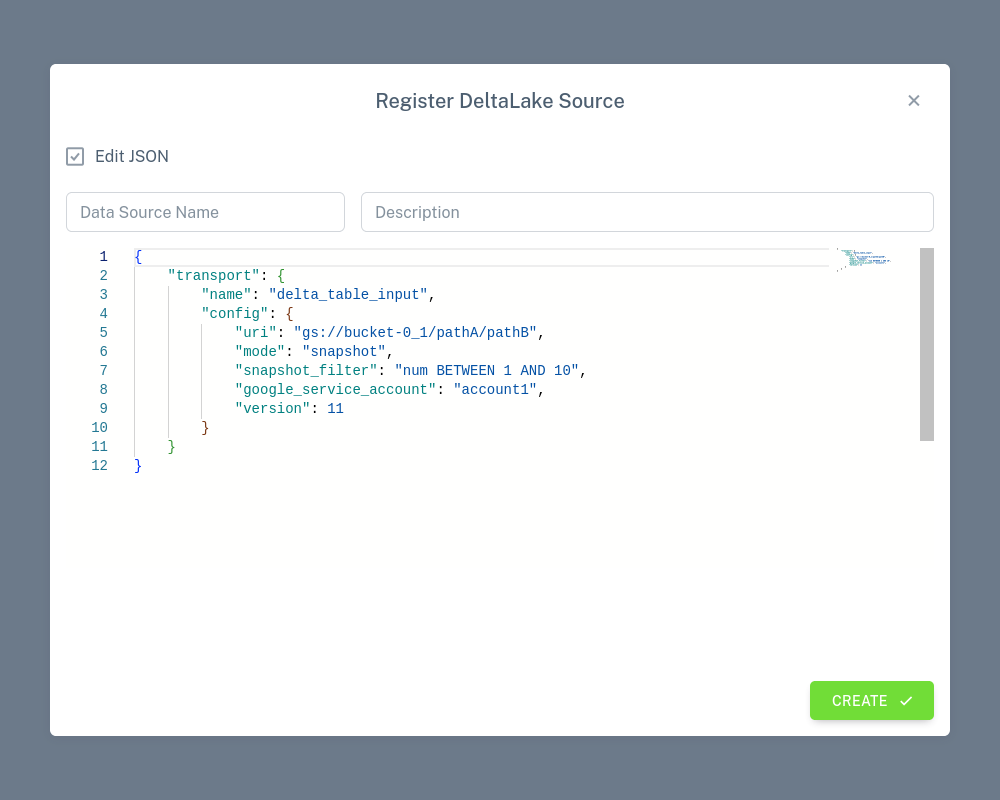 Register DeltaLake Source
Edit JSON
Data Source Name
Description
1 {
2     "transport": {
3         "name": "delta_table_input",
4         "config": {
5             "uri": "gs://bucket-0_1/pathA/pathB",
6             "mode": "snapshot",
7             "snapshot_filter": "num BETWEEN 1 AND 10",
8             "google_service_account": "account1",
9             "version": 11
10         }
11     }
12 }
CREATE